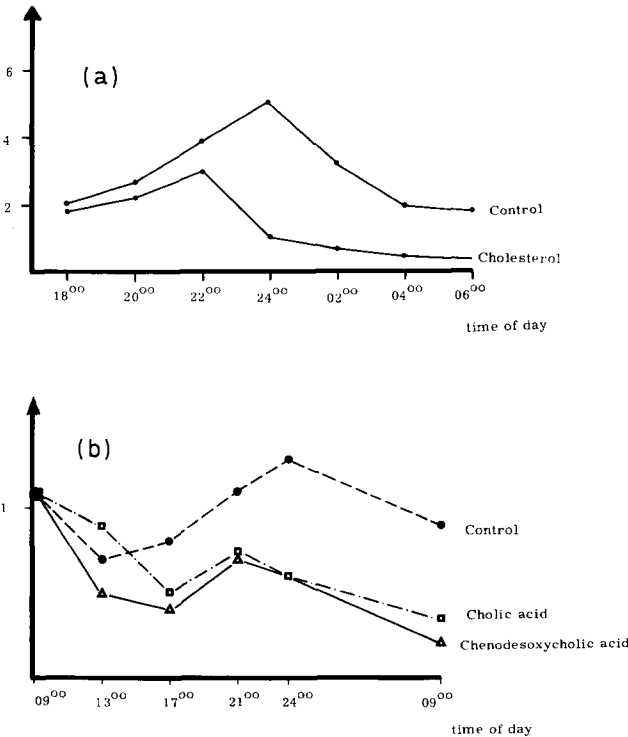 (a)
6
4
2
Control
Cholesterol
18⁰⁰ 20⁰⁰ 22⁰⁰ 24⁰⁰ 02⁰⁰ 04⁰⁰ 06⁰⁰
time of day
(b)
1
Control
Cholic acid
Chenodesoxycholic acid
09⁰⁰ 13⁰⁰ 17⁰⁰ 21⁰⁰ 24⁰⁰ 09⁰⁰
time of day